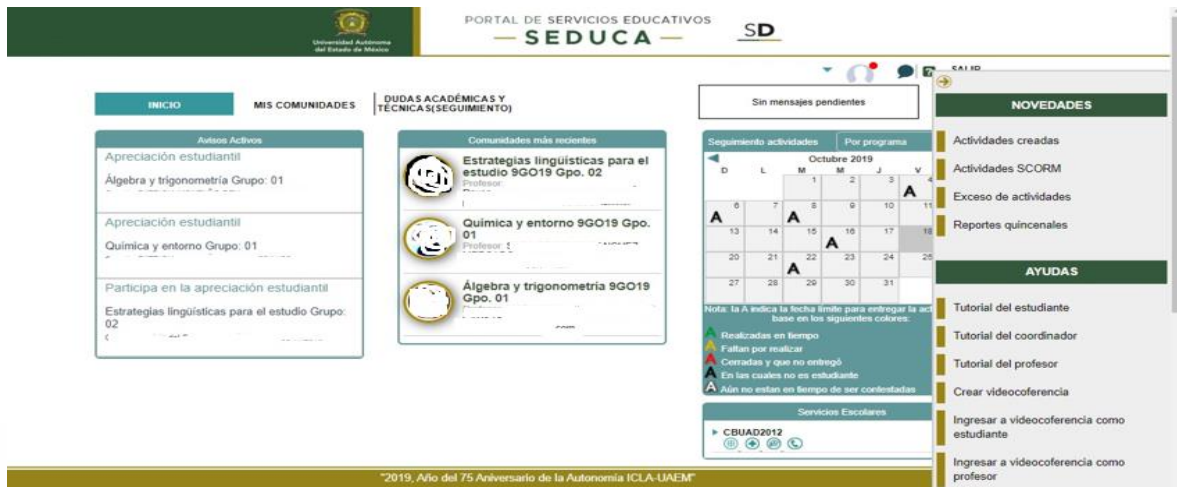 Universidad Autónoma
del Estado de México
PORTAL DE SERVICIOS EDUCATIVOS
SEDUCA
SD
SALIR
INICIO
MIS COMUNIDADES
DUDAS ACADÉMICAS Y
TÉCNICAS(SEGUIMIENTO)
Sin mensajes pendientes
Avisos Activos
Apreciación estudiantil
Álgebra y trigonometría Grupo: 01
Apreciación estudiantil
Química y entorno Grupo: 01
Participa en la apreciación estudiantil
Estrategias lingüísticas para el estudio Grupo:
02
Comunidades más recientes
Estrategias lingüísticas para el
estudio 9GO19 Gpo. 02
Profesor:
Química y entorno 9GO19 Gpo.
01
Profesor:
Álgebra y trigonometría 9GO19
Gpo. 01
Seguimiento actividades
Por programa
Octubre 2019
D L M M J V
1 2 3 A 4
A 6 7 A 8 9 10 11
13 14 15 A 16 17 18
20 21 A 22 23 24 25
27 28 29 30 31
Nota: la A indica la fecha límite para entregar la act
base en los siguientes colores:
A Realizadas en tiempo
A Faltan por realizar
A Cerradas y que no entregó
A En las cuales no es estudiante
A Aún no estan en tiempo de ser contestadas
Servicios Escolares
CBUAD2012
NOVEDADES
Actividades creadas
Actividades SCORM
Exceso de actividades
Reportes quincenales
AYUDAS
Tutorial del estudiante
Tutorial del coordinador
Tutorial del profesor
Crear videocoferencia
Ingresar a videocoferencia como
estudiante
Ingresar a videocoferencia como
profesor
"2019, Año del 75 Aniversario de la Autonomía ICLA-UAEM"